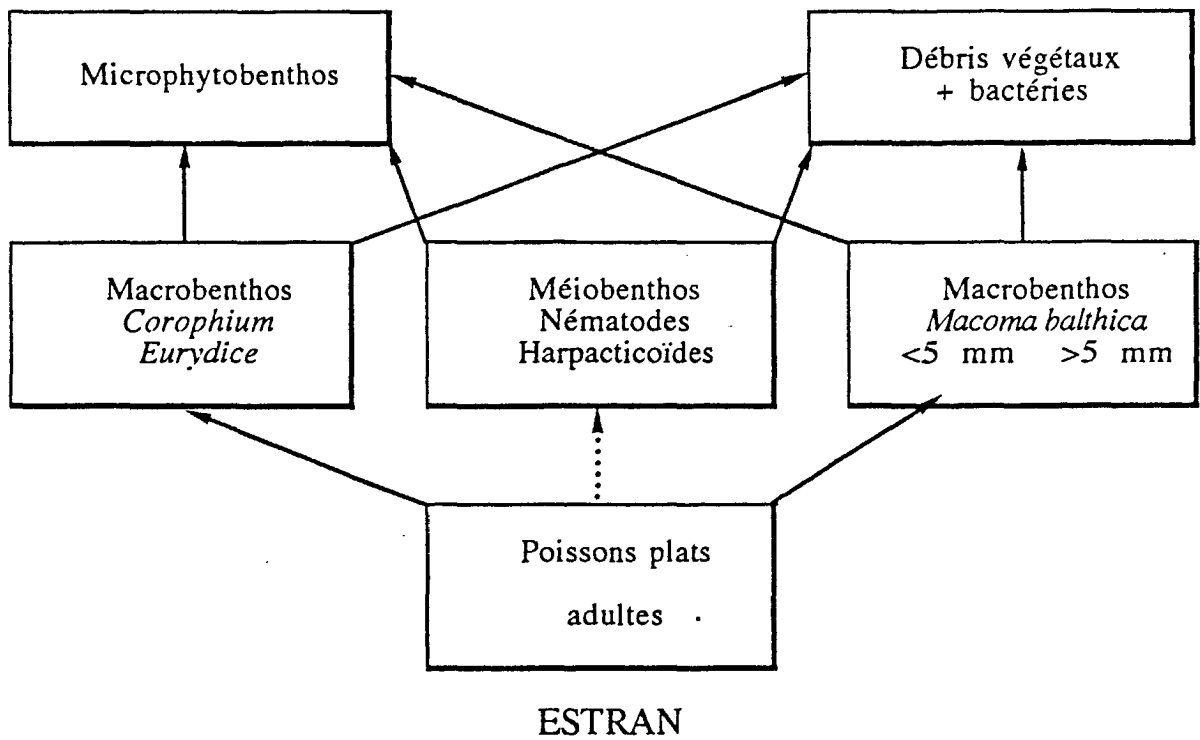 Microphytobenthos
Débris végétaux
+ bactéries
Macrobenthos
Corophium
Eurydice
Méiobenthos
Nématodes
Harpacticoïdes
Macrobenthos
Macoma balthica
<5 mm >5 mm
Poissons plats
adultes
ESTRAN